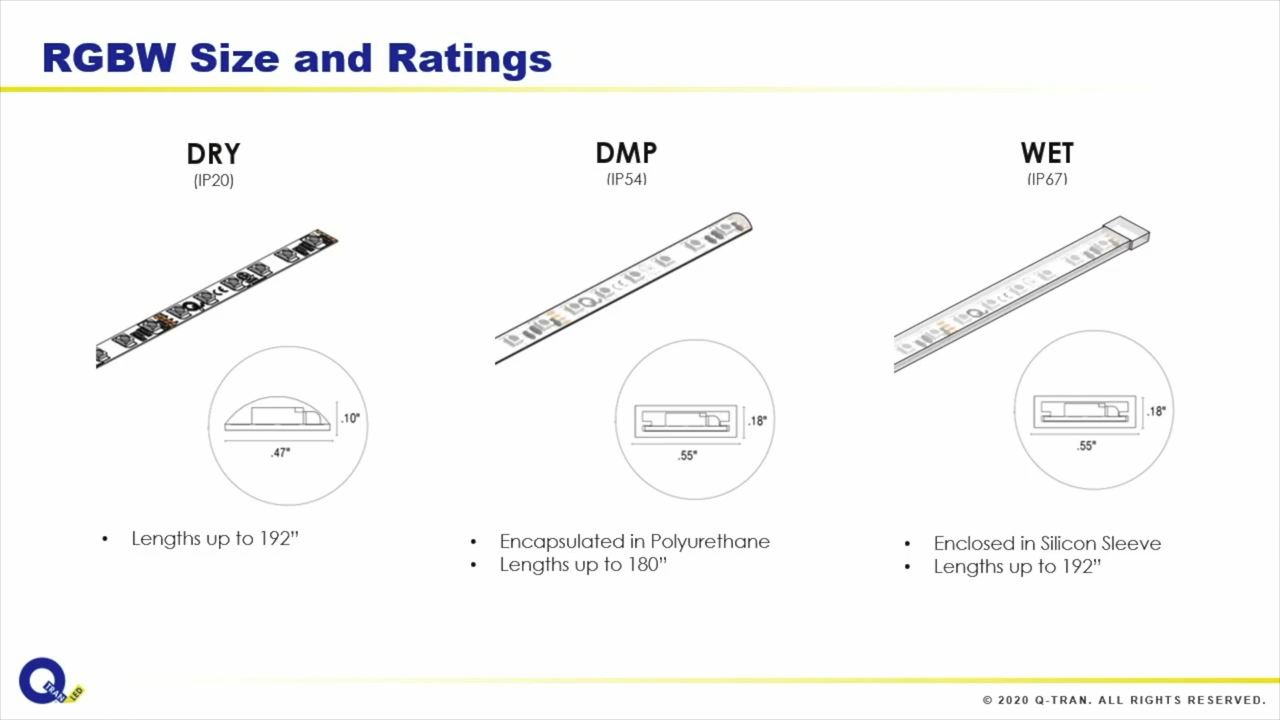 RGBW Size and Ratings
DRY
(IP20)
DMP
(IP54)
WET
(IP67)
.10"
.47"
.18"
.55"
.18"
.55"
• Lengths up to 192”
• Encapsulated in Polyurethane
• Lengths up to 180”
• Enclosed in Silicon Sleeve
• Lengths up to 192”
Q
TRAN LED
© 2020 Q-TRAN. ALL RIGHTS RESERVED.